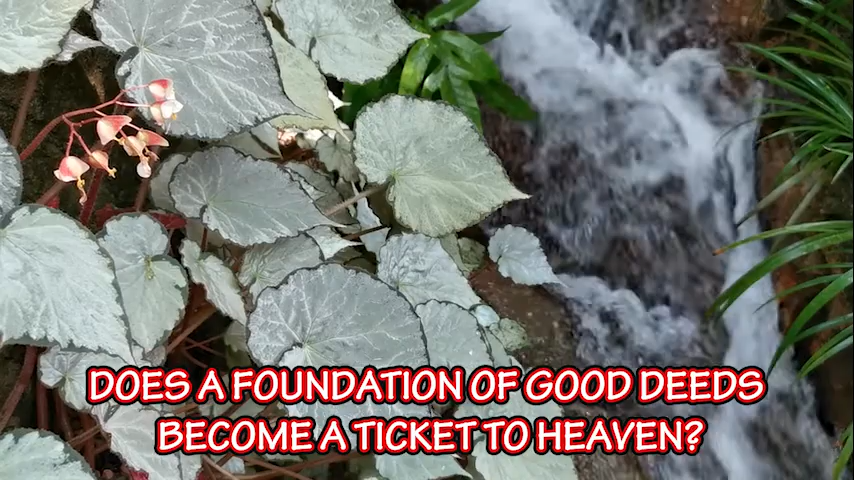 DOES A FOUNDATION OF GOOD DEEDS
BECOME A TICKET TO HEAVEN?